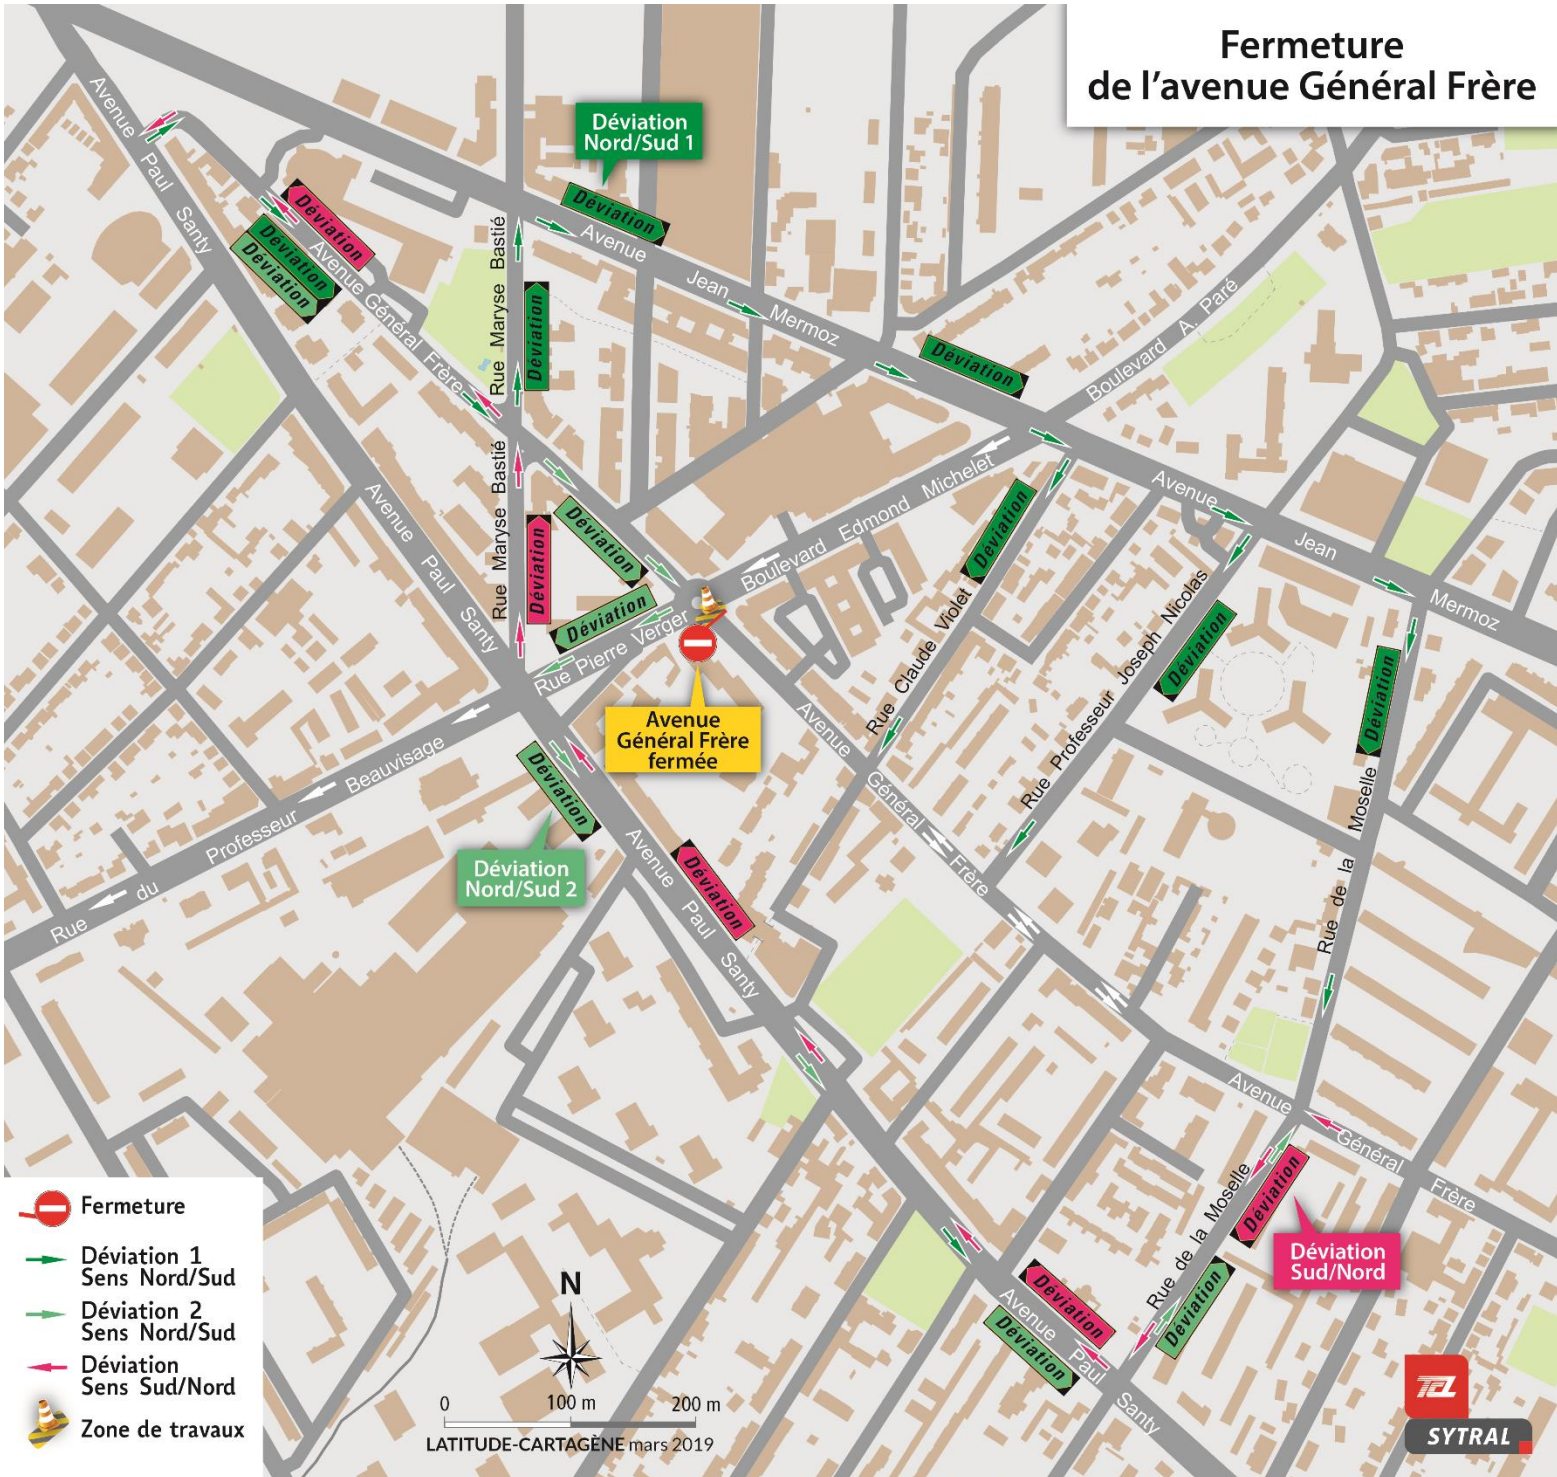 Fermeture
de l'avenue Général Frère
Déviation
Nord/Sud 1
Déviation
Avenue Paul Santy
Déviation
Déviation
Déviation
Avenue Général Frère
Rue Maryse Bastié
Déviation
Avenue Jean Mermoz
Déviation
Boulevard A. Paré
Rue Maryse Bastié
Déviation
Déviation
Déviation
Avenue Paul Santy
Boulevard Edmond Michelet
Déviation
Avenue Jean Mermoz
Rue Pierre Verger
Rue Claude Violet
Rue Professeur Joseph Nicolas
Déviation
Déviation
Rue de la Moselle
Avenue
Général Frère
fermée
Avenue Général Frère
Rue du Professeur Beauvisage
Déviation
Déviation
Nord/Sud 2
Déviation
Avenue Paul Santy
Avenue Général Frère
Rue de la Moselle
Déviation
Déviation
Sud/Nord
Déviation
Déviation
Déviation
Avenue Paul Santy
Fermeture
Déviation 1
Sens Nord/Sud
Déviation 2
Sens Nord/Sud
Déviation
Sens Sud/Nord
Zone de travaux
N
0 100 m 200 m
LATITUDE-CARTAGÈNE mars 2019
TCL
SYTRAL